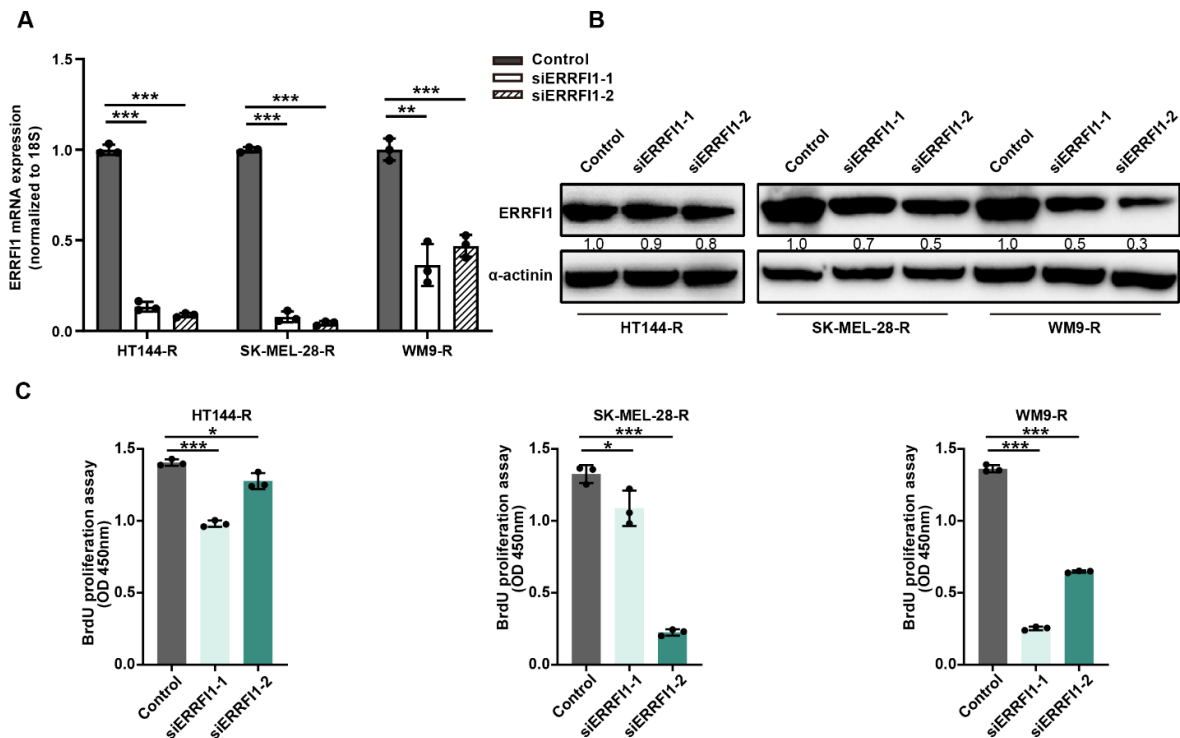 A
ERRFI1 mRNA expression
(normalized to 18S)
1.5
1.0
0.5
0.0
***
***
***
***
***
**
HT144-R
SK-MEL-28-R
WM9-R
Control
siERRFI1-1
siERRFI1-2
B
Control
siERRFI1-1
siERRFI1-2
Control
siERRFI1-1
siERRFI1-2
Control
siERRFI1-1
siERRFI1-2
ERRFI1
1.0 0.9 0.8 1.0 0.7 0.5 1.0 0.5 0.3
α-actinin
HT144-R
SK-MEL-28-R
WM9-R
C
HT144-R
BrdU proliferation assay
(OD 450nm)
1.5
1.0
0.5
0.0
*
***
Control
siERRFI1-1
siERRFI1-2
SK-MEL-28-R
BrdU proliferation assay
(OD 450nm)
1.5
1.0
0.5
0.0
***
*
Control
siERRFI1-1
siERRFI1-2
WM9-R
BrdU proliferation assay
(OD 450nm)
1.5
1.0
0.5
0.0
***
***
Control
siERRFI1-1
siERRFI1-2